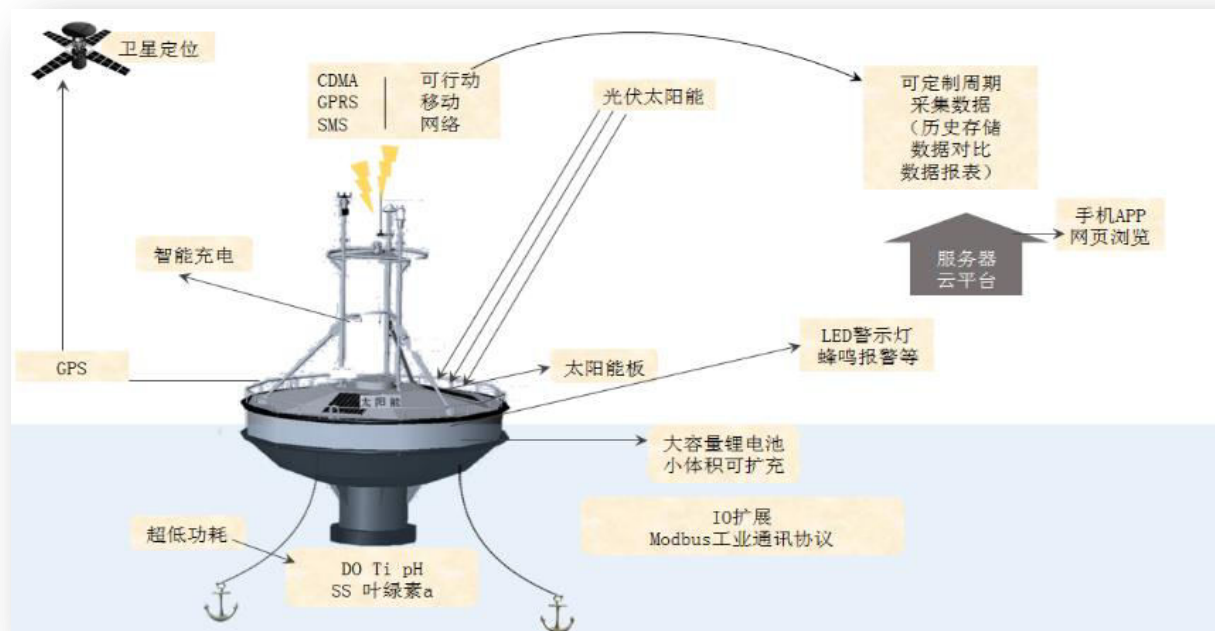 卫星定位
CDMA
GPRS
SMS
可行动
移动
网络
光伏太阳能
可定制周期
采集数据
（历史存储
数据对比
数据报表）
手机APP
网页浏览
服务器
云平台
智能充电
LED警示灯
蜂鸣报警等
GPS
太阳能板
太阳能
大容量锂电池
小体积可扩充
IO扩展
Modbus工业通讯协议
超低功耗
DO Ti pH
SS 叶绿素a